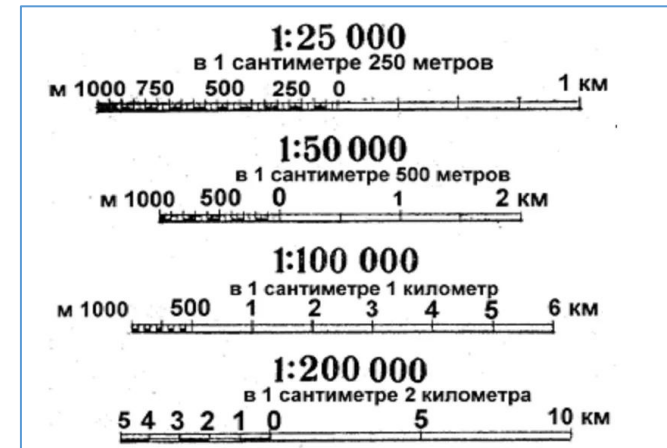 1:25 000
в 1 сантиметре 250 метров
м 1000 750 500 250 0 1 км
1:50 000
в 1 сантиметре 500 метров
м 1000 500 0 1 2 км
1:100 000
в 1 сантиметре 1 километр
м 1000 500 1 2 3 4 5 6 км
1:200 000
в 1 сантиметре 2 километра
5 4 3 2 1 0 5 10 км